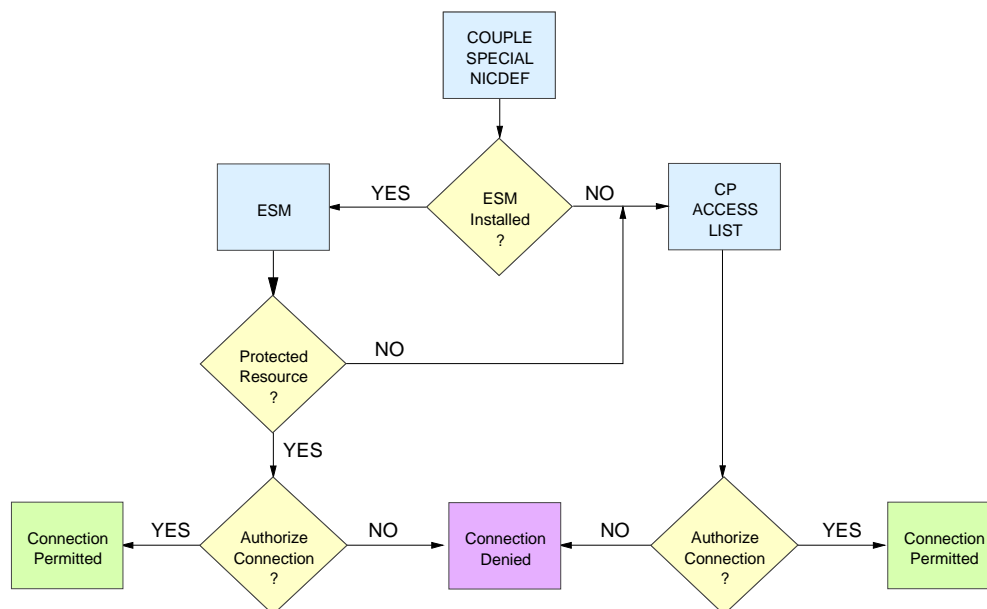 COUPLE
SPECIAL
NICDEF
YES
NO
ESM
ESM
Installed
?
CP
ACCESS
LIST
Protected
Resource
?
NO
YES
Connection
Permitted
YES
Authorize
Connection
?
NO
Connection
Denied
NO
Authorize
Connection
?
YES
Connection
Permitted